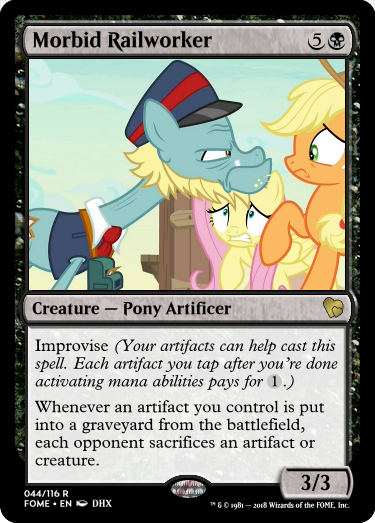 Morbid Railworker 5
Creature — Pony Artificer
Improvise (Your artifacts can help cast this
spell. Each artifact you tap after you're done
activating mana abilities pays for 1.)
Whenever an artifact you control is put
into a graveyard from the battlefield,
each opponent sacrifices an artifact or
creature.
3/3
044/116 R
FOME • EN DHX
™ & © 1981 — 2018 Wizards of the FOME, Inc.